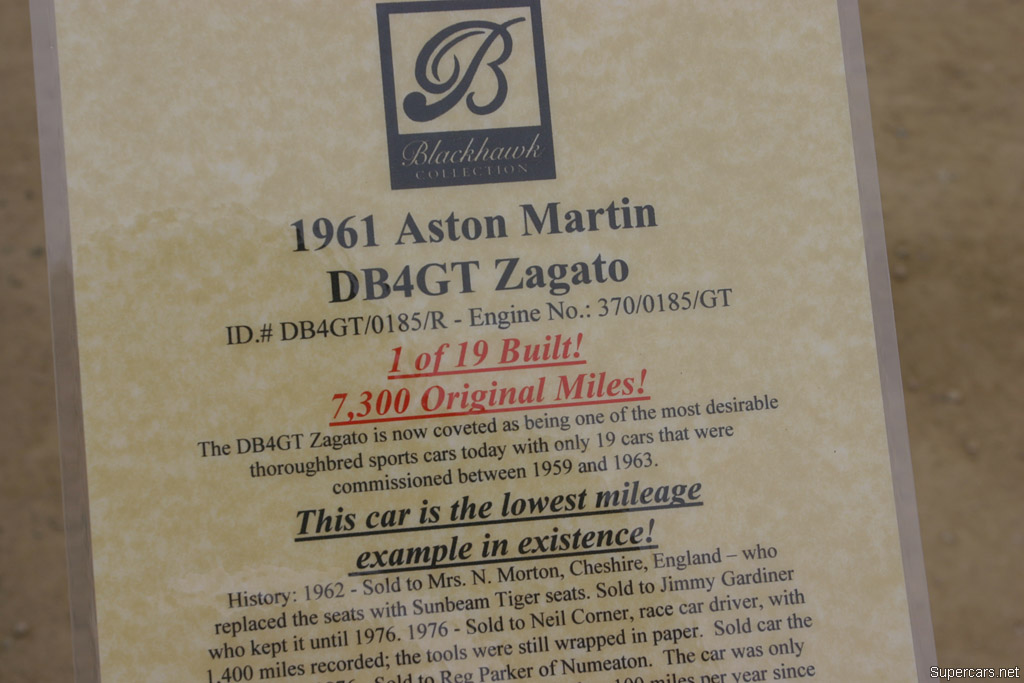 B
Blackhawk
COLLECTION
1961 Aston Martin
DB4GT Zagato
ID.# DB4GT/0185/R - Engine No.: 370/0185/GT
1 of 19 Built!
7,300 Original Miles!
The DB4GT Zagato is now coveted as being one of the most desirable
thoroughbred sports cars today with only 19 cars that were
commissioned between 1959 and 1963.
This car is the lowest mileage
example in existence!
History: 1962 - Sold to Mrs. N. Morton, Cheshire, England – who
replaced the seats with Sunbeam Tiger seats. Sold to Jimmy Gardiner
who kept it until 1976. 1976 - Sold to Neil Corner, race car driver, with
1,400 miles recorded; the tools were still wrapped in paper. Sold car the
1976 - Sold to Reg Parker of Numeaton. The car was only
100 miles per year since
Supercars.net